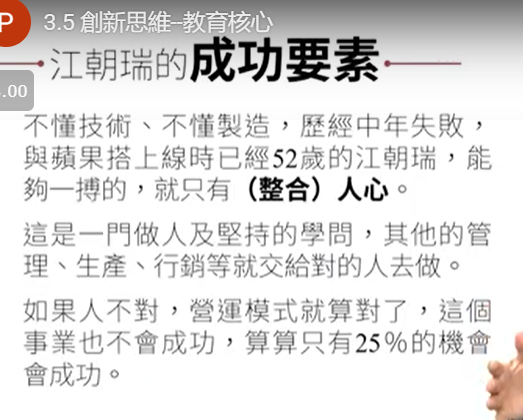 P 3.5 創新思維–教育核心
江朝瑞的成功要素
.00
不懂技術、不懂製造，歷經中年失敗，
與蘋果搭上線時已經52歲的江朝瑞，能
夠一搏的，就只有（整合）人心。
這是一門做人及堅持的學問，其他的管
理、生產、行銷等就交給對的人去做。
如果人不對，營運模式就算對了，這個
事業也不會成功，算算只有25%的機會
會成功。